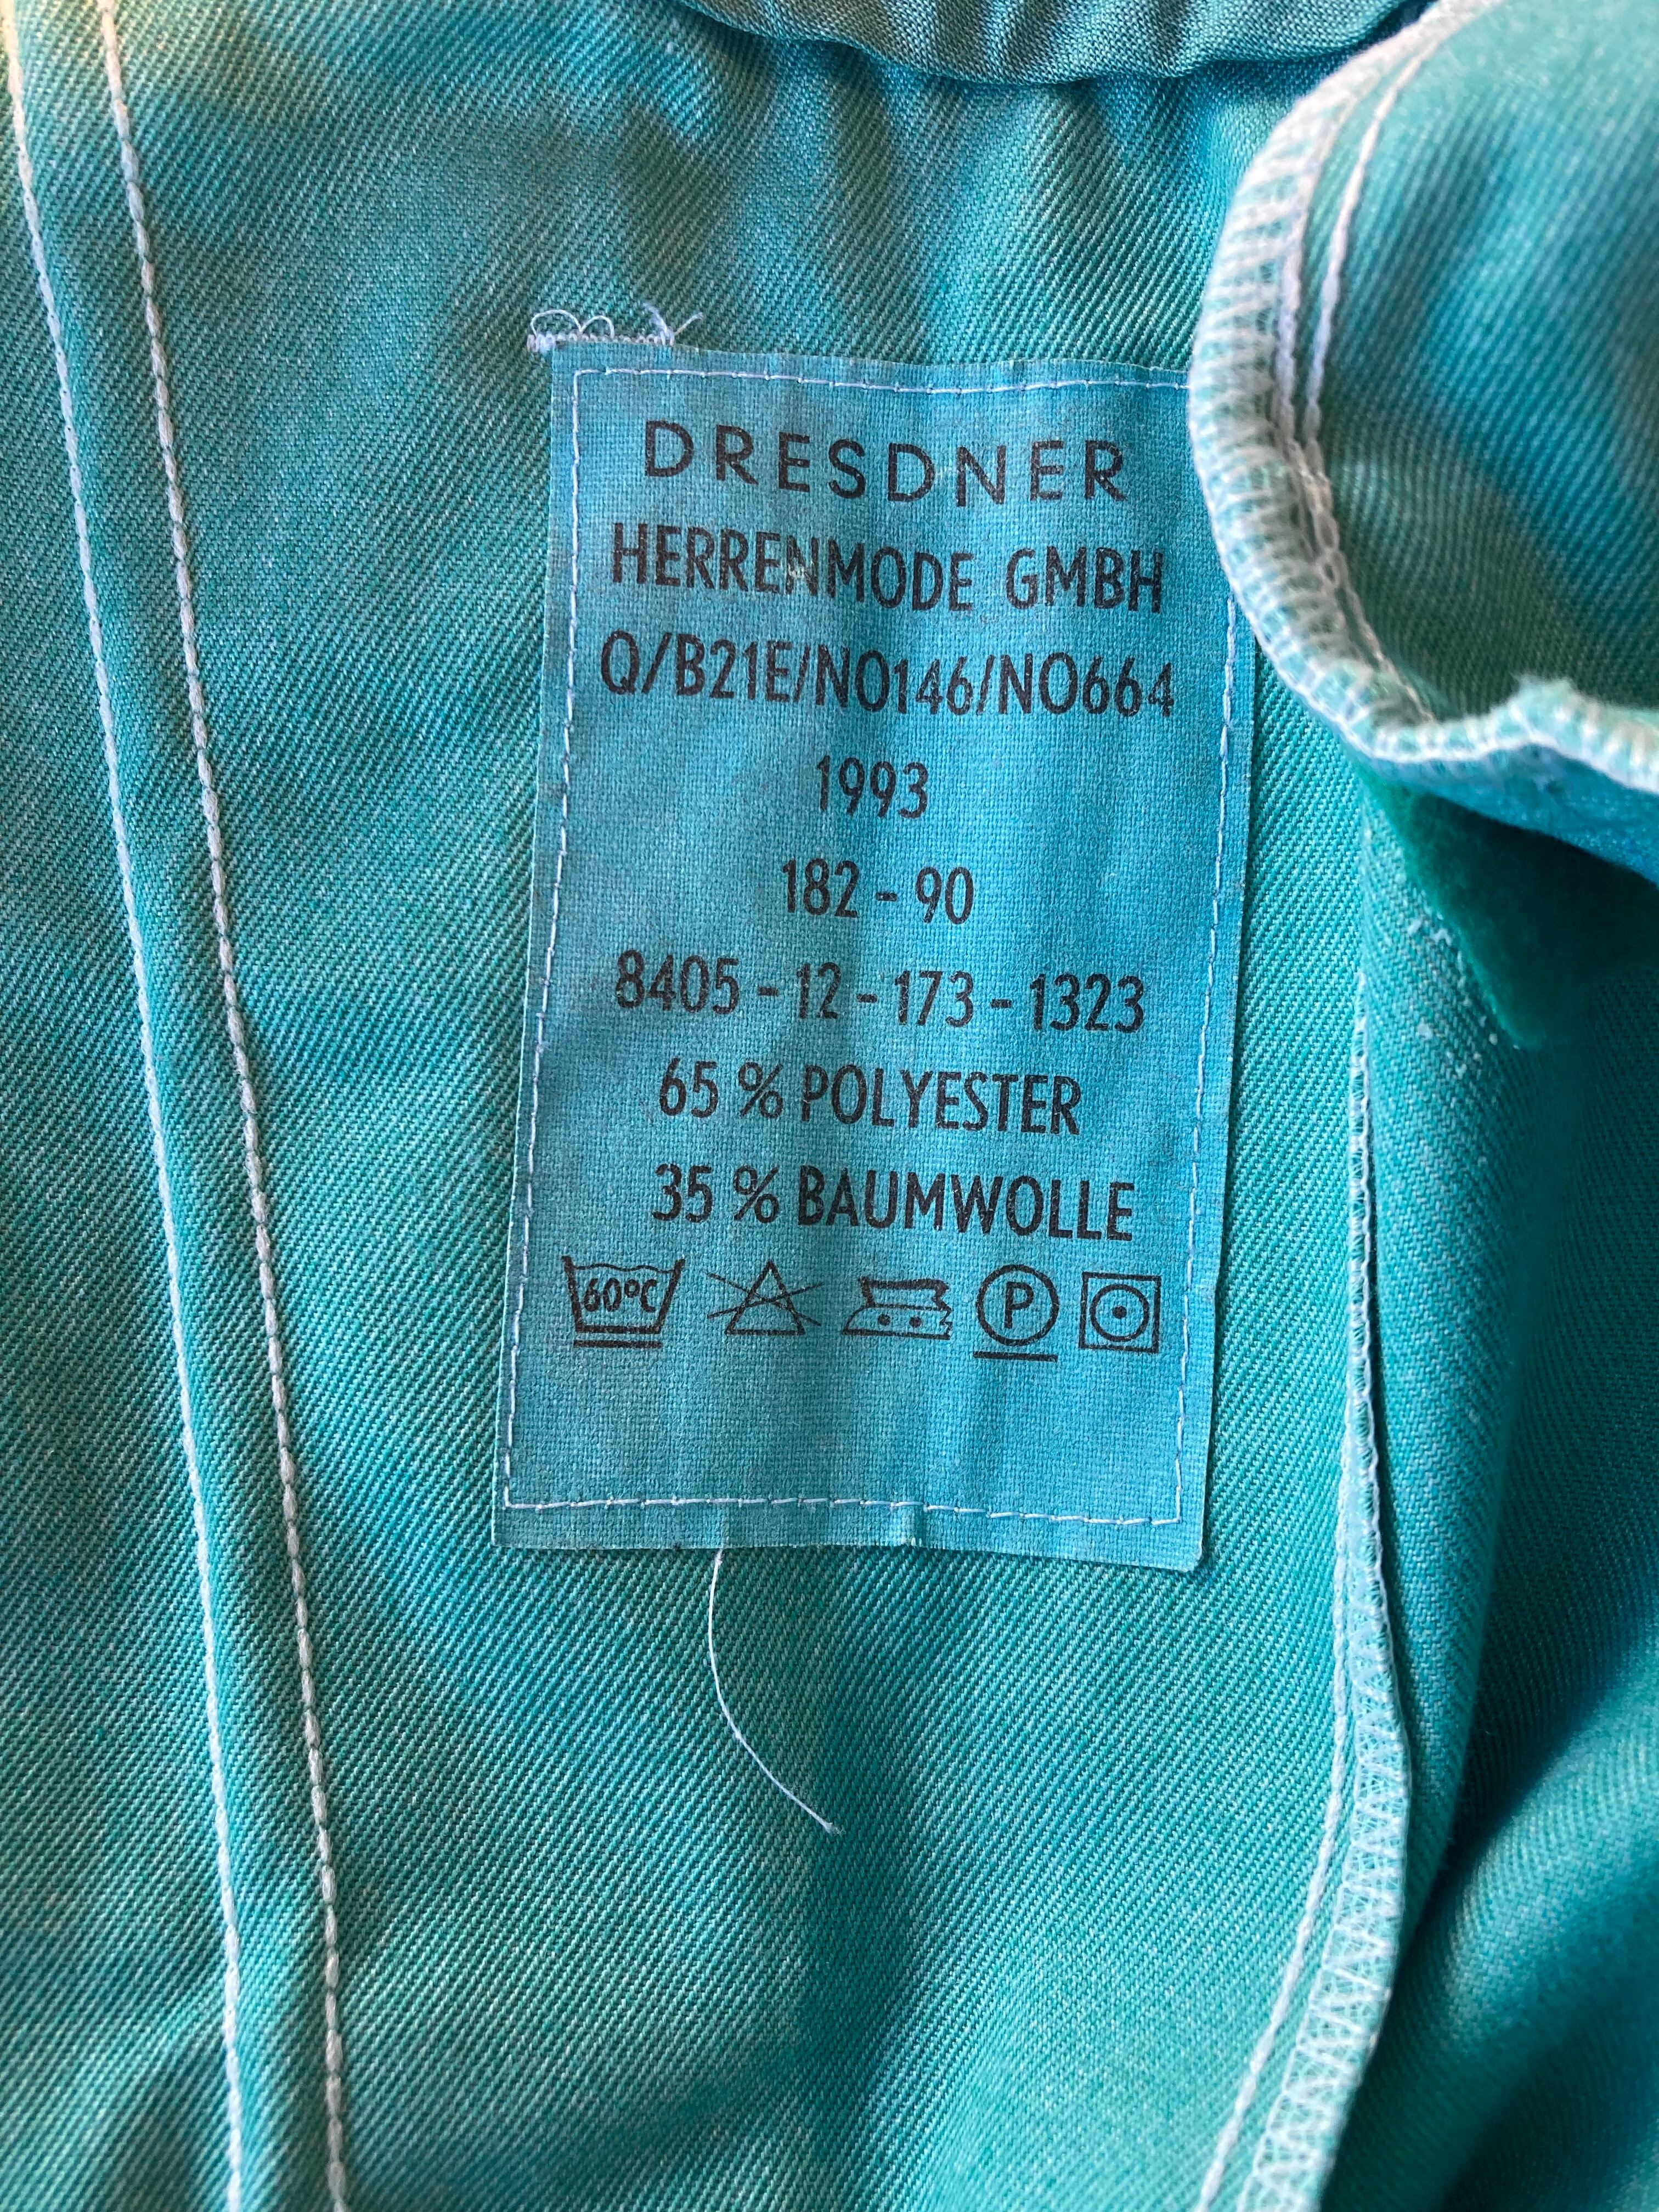 DRESDNER
HERRENMODE GMBH
Q/B21E/NO146/NO664
1993
182 - 90
8405 - 12 - 173 - 1323
65 % POLYESTER
35 % BAUMWOLLE
60°C P